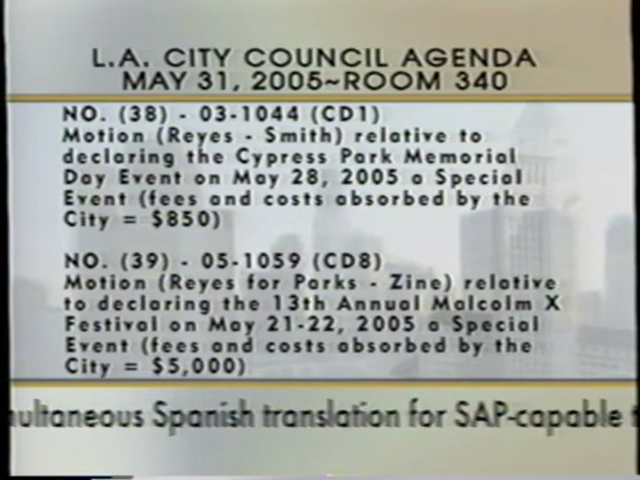 L.A. CITY COUNCIL AGENDA
MAY 31, 2005~ROOM 340
NO. (38) - 03-1044 (CD1)
Motion (Reyes - Smith) relative to
declaring the Cypress Park Memorial
Day Event on May 28, 2005 a Special
Event (fees and costs absorbed by the
City = $850)
NO. (39) - 05-1059 (CD8)
Motion (Reyes for Parks - Zine) relative
to declaring the 13th Annual Malcolm X
Festival on May 21-22, 2005 a Special
Event (fees and costs absorbed by the
City = $5,000)
ultaneous Spanish translation for SAP-capable